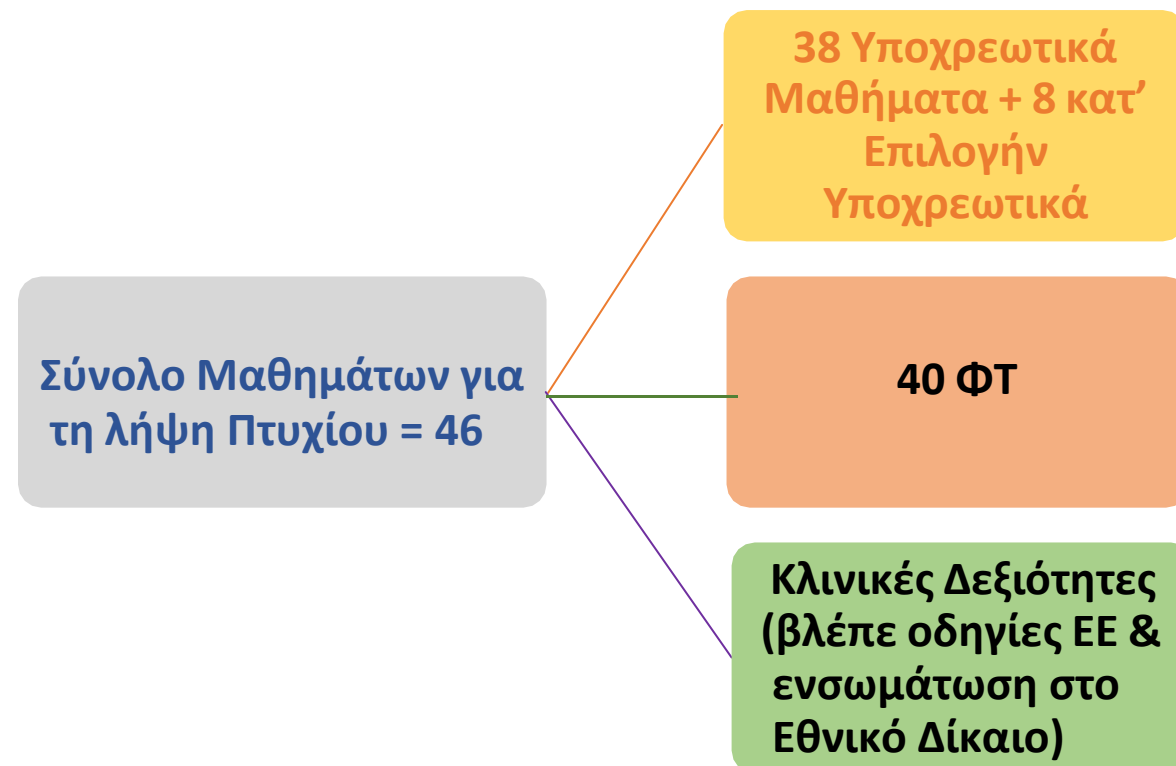 38 Υποχρεωτικά
Μαθήματα + 8 κατ’
Επιλογήν
Υποχρεωτικά
Σύνολο Μαθημάτων για
τη λήψη Πτυχίου = 46
40 ΦΤ
Κλινικές Δεξιότητες
(βλέπε οδηγίες ΕΕ &
ενσωμάτωση στο
Εθνικό Δίκαιο)